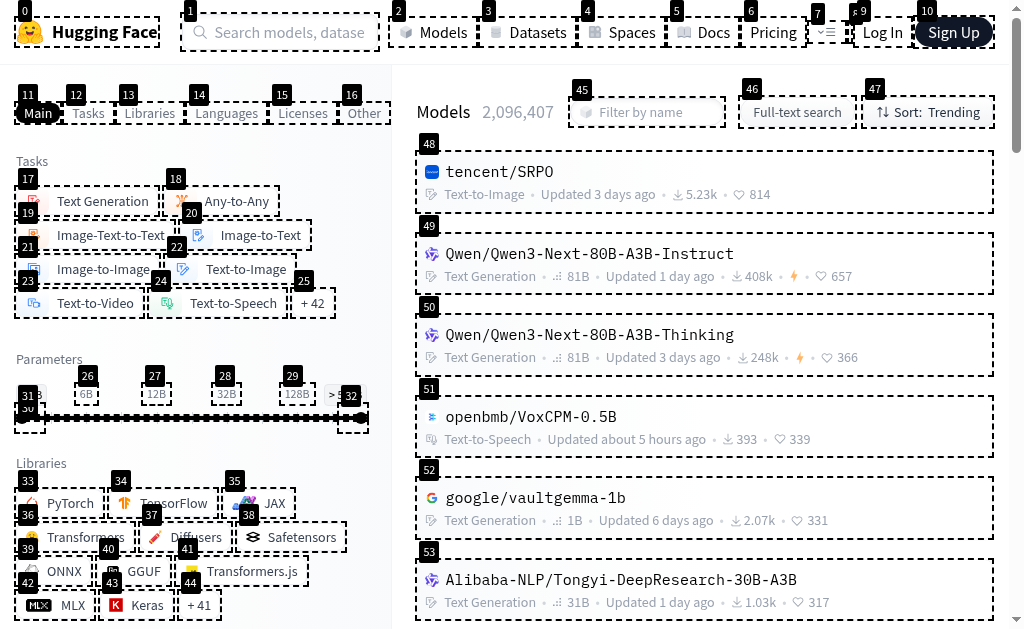 0 1 2 3 4 5 6 7 9 10
Hugging Face Search models, datase Models Datasets Spaces Docs Pricing Log In Sign Up
11 12 13 14 15 16
Main Tasks Libraries Languages Licenses Other
Tasks
17 18
Text Generation Any-to-Any
19 20
Image-Text-to-Text Image-to-Text
21 22
Image-to-Image Text-to-Image
23 24 25
Text-to-Video Text-to-Speech + 42
Parameters
26 27 28 29
31 6B 12B 32B 128B > 32
30
Libraries
33 34 35
PyTorch TensorFlow JAX
36 37 38
Transformers Diffusers Safetensors
39 40 41
ONNX GGUF Transformers.js
42 43 44
MLX MLX Keras + 41
45 46 47
Models 2,096,407 Filter by name Full-text search Sort: Trending
48
tencent/SRPO
Text-to-Image • Updated 3 days ago • 5.23k • 814
49
Qwen/Qwen3-Next-80B-A3B-Instruct
Text Generation • 81B • Updated 1 day ago • 408k • 657
50
Qwen/Qwen3-Next-80B-A3B-Thinking
Text Generation • 81B • Updated 3 days ago • 248k • 366
51
openbmb/VoxCPM-0.5B
Text-to-Speech • Updated about 5 hours ago • 393 • 339
52
google/vaultgemma-1b
Text Generation • 1B • Updated 6 days ago • 2.07k • 331
53
Alibaba-NLP/Tongyi-DeepResearch-30B-A3B
Text Generation • 31B • Updated 1 day ago • 1.03k • 317